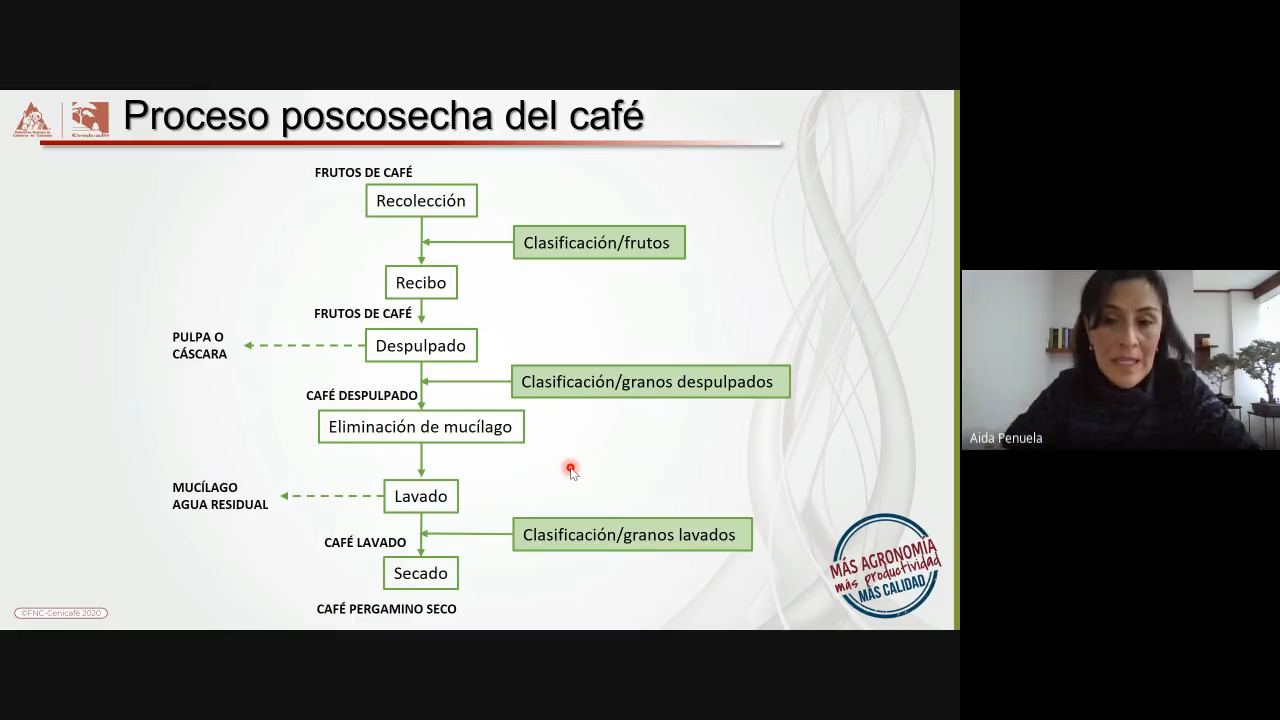 Proceso poscosecha del café
FRUTOS DE CAFÉ
Recolección
Clasificación/frutos
Recibo
FRUTOS DE CAFÉ
PULPA O
CÁSCARA
Despulpado
Clasificación/granos despulpados
CAFÉ DESPULPADO
Eliminación de mucílago
MUCÍLAGO
AGUA RESIDUAL
Lavado
Clasificación/granos lavados
CAFÉ LAVADO
Secado
CAFÉ PERGAMINO SECO
©FNC-Cenicafé 2020
MÁS AGRONOMÍA
más productividad
MÁS CALIDAD
Aida Penuela